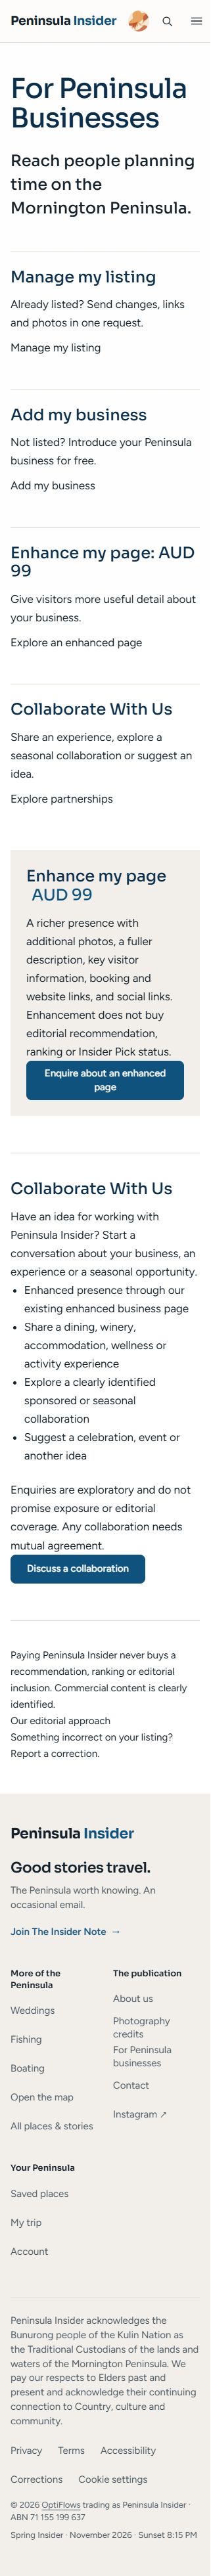 Peninsula Insider
For Peninsula
Businesses
Reach people planning
time on the
Mornington Peninsula.
Manage my listing
Already listed? Send changes, links
and photos in one request.
Manage my listing
Add my business
Not listed? Introduce your Peninsula
business for free.
Add my business
Enhance my page: AUD
99
Give visitors more useful detail about
your business.
Explore an enhanced page
Collaborate With Us
Share an experience, explore a
seasonal collaboration or suggest an
idea.
Explore partnerships
Enhance my page
AUD 99
A richer presence with
additional photos, a fuller
description, key visitor
information, booking and
website links, and social links.
Enhancement does not buy
editorial recommendation,
ranking or Insider Pick status.
Enquire about an enhanced
page
Collaborate With Us
Have an idea for working with
Peninsula Insider? Start a
conversation about your business, an
experience or a seasonal opportunity.
• Enhanced presence through our
existing enhanced business page
• Share a dining, winery,
accommodation, wellness or
activity experience
• Explore a clearly identified
sponsored or seasonal
collaboration
• Suggest a celebration, event or
another idea
Enquiries are exploratory and do not
promise exposure or editorial
coverage. Any collaboration needs
mutual agreement.
Discuss a collaboration
Paying Peninsula Insider never buys a
recommendation, ranking or editorial
inclusion. Commercial content is clearly
identified.
Our editorial approach
Something incorrect on your listing?
Report a correction.
Peninsula Insider
Good stories travel.
The Peninsula worth knowing. An
occasional email.
Join The Insider Note →
More of the
Peninsula
Weddings
Fishing
Boating
Open the map
All places & stories
The publication
About us
Photography
credits
For Peninsula
businesses
Contact
Instagram ↗
Your Peninsula
Saved places
My trip
Account
Peninsula Insider acknowledges the
Bunurong people of the Kulin Nation as
the Traditional Custodians of the lands and
waters of the Mornington Peninsula. We
pay our respects to Elders past and
present and acknowledge their continuing
connection to Country, culture and
community.
Privacy Terms Accessibility
Corrections Cookie settings
© 2026 OptiFlows trading as Peninsula Insider ·
ABN 71 155 199 637
Spring Insider · November 2026 · Sunset 8:15 PM